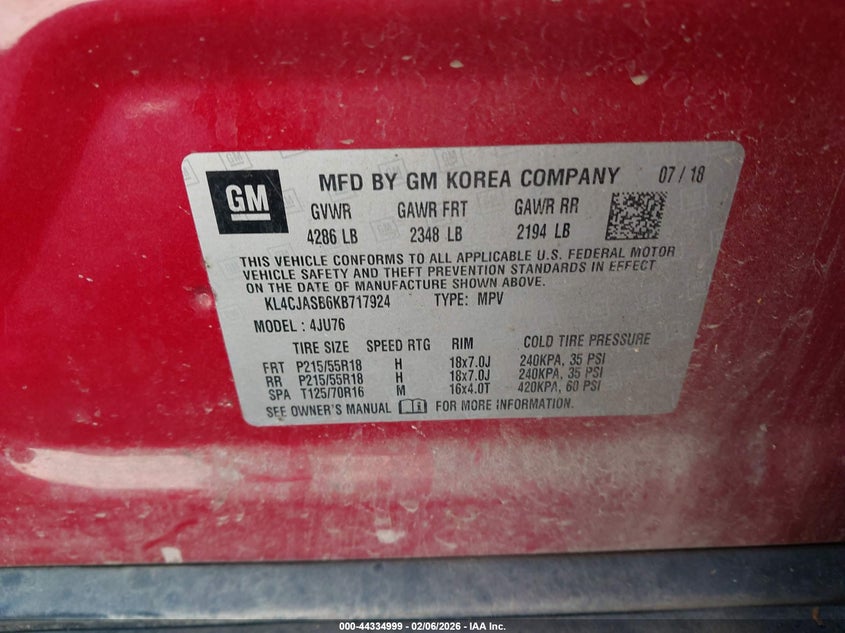 GM
MFD BY GM KOREA COMPANY 07/18
GVWR GAWR FRT GAWR RR
4286 LB 2348 LB 2194 LB
THIS VEHICLE CONFORMS TO ALL APPLICABLE U.S. FEDERAL MOTOR
VEHICLE SAFETY AND THEFT PREVENTION STANDARDS IN EFFECT
ON THE DATE OF MANUFACTURE SHOWN ABOVE.
KL4CJASB6KB717924 TYPE: MPV
MODEL: 4JU76
TIRE SIZE SPEED RTG RIM COLD TIRE PRESSURE
FRT P215/55R18 H 18x7.0J 240KPA, 35 PSI
RR P215/55R18 H 18x7.0J 240KPA, 35 PSI
SPA T125/70R16 M 16x4.0T 420KPA, 60 PSI
SEE OWNER'S MANUAL FOR MORE INFORMATION.
000-44334999 — 02/06/2026 — IAA Inc.